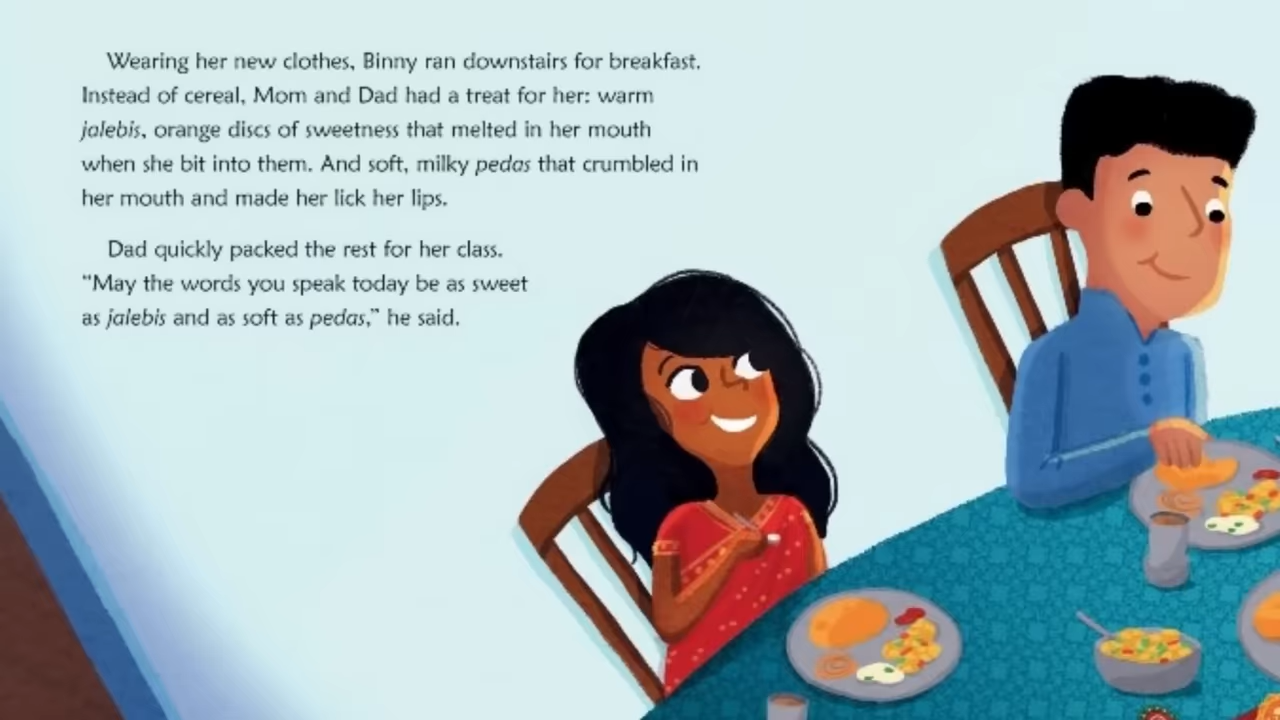 Wearing her new clothes, Binny ran downstairs for breakfast.
Instead of cereal, Mom and Dad had a treat for her: warm
jalebis, orange discs of sweetness that melted in her mouth
when she bit into them. And soft, milky pedas that crumbled in
her mouth and made her lick her lips.
Dad quickly packed the rest for her class.
“May the words you speak today be as sweet
as jalebis and as soft as pedas,” he said.